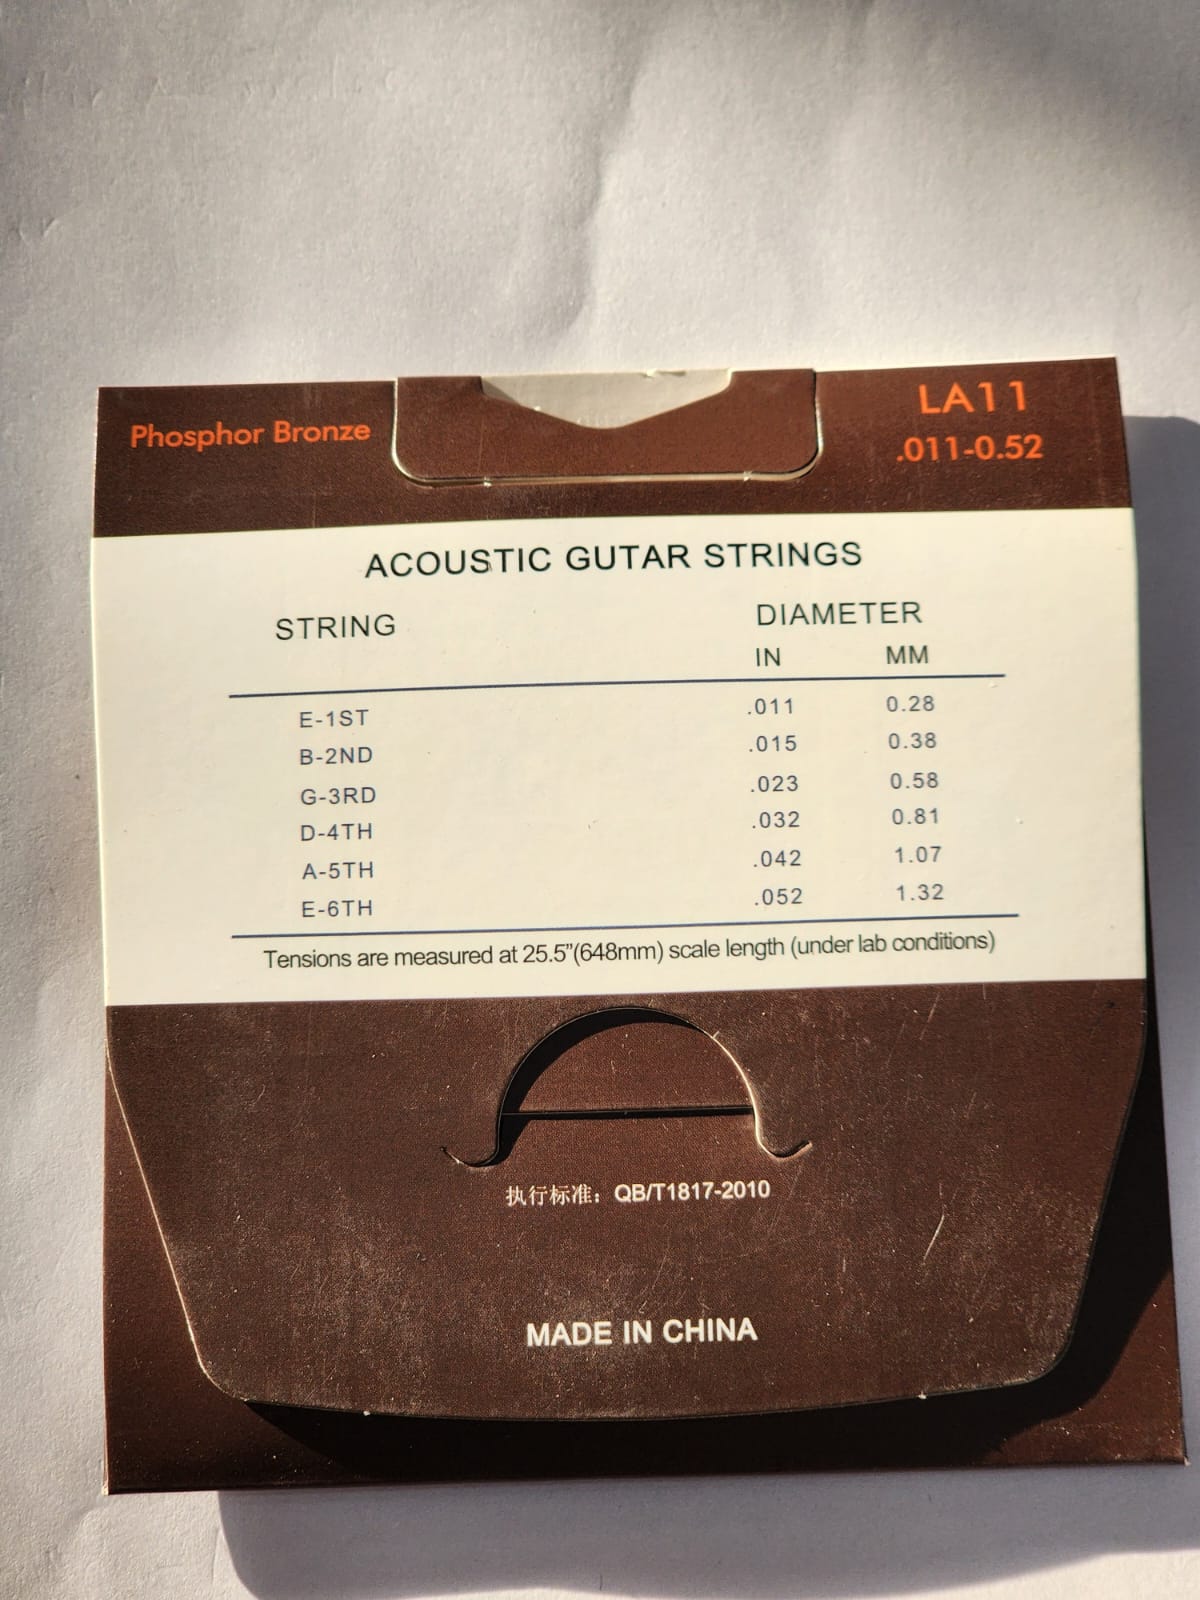 Phosphor Bronze
LA11
.011-0.52
ACOUSTIC GUTAR STRINGS
STRING DIAMETER
IN MM
E-1ST .011 0.28
B-2ND .015 0.38
G-3RD .023 0.58
D-4TH .032 0.81
A-5TH .042 1.07
E-6TH .052 1.32
Tensions are measured at 25.5”(648mm) scale length (under lab conditions)
执行标准：QB/T1817-2010
MADE IN CHINA